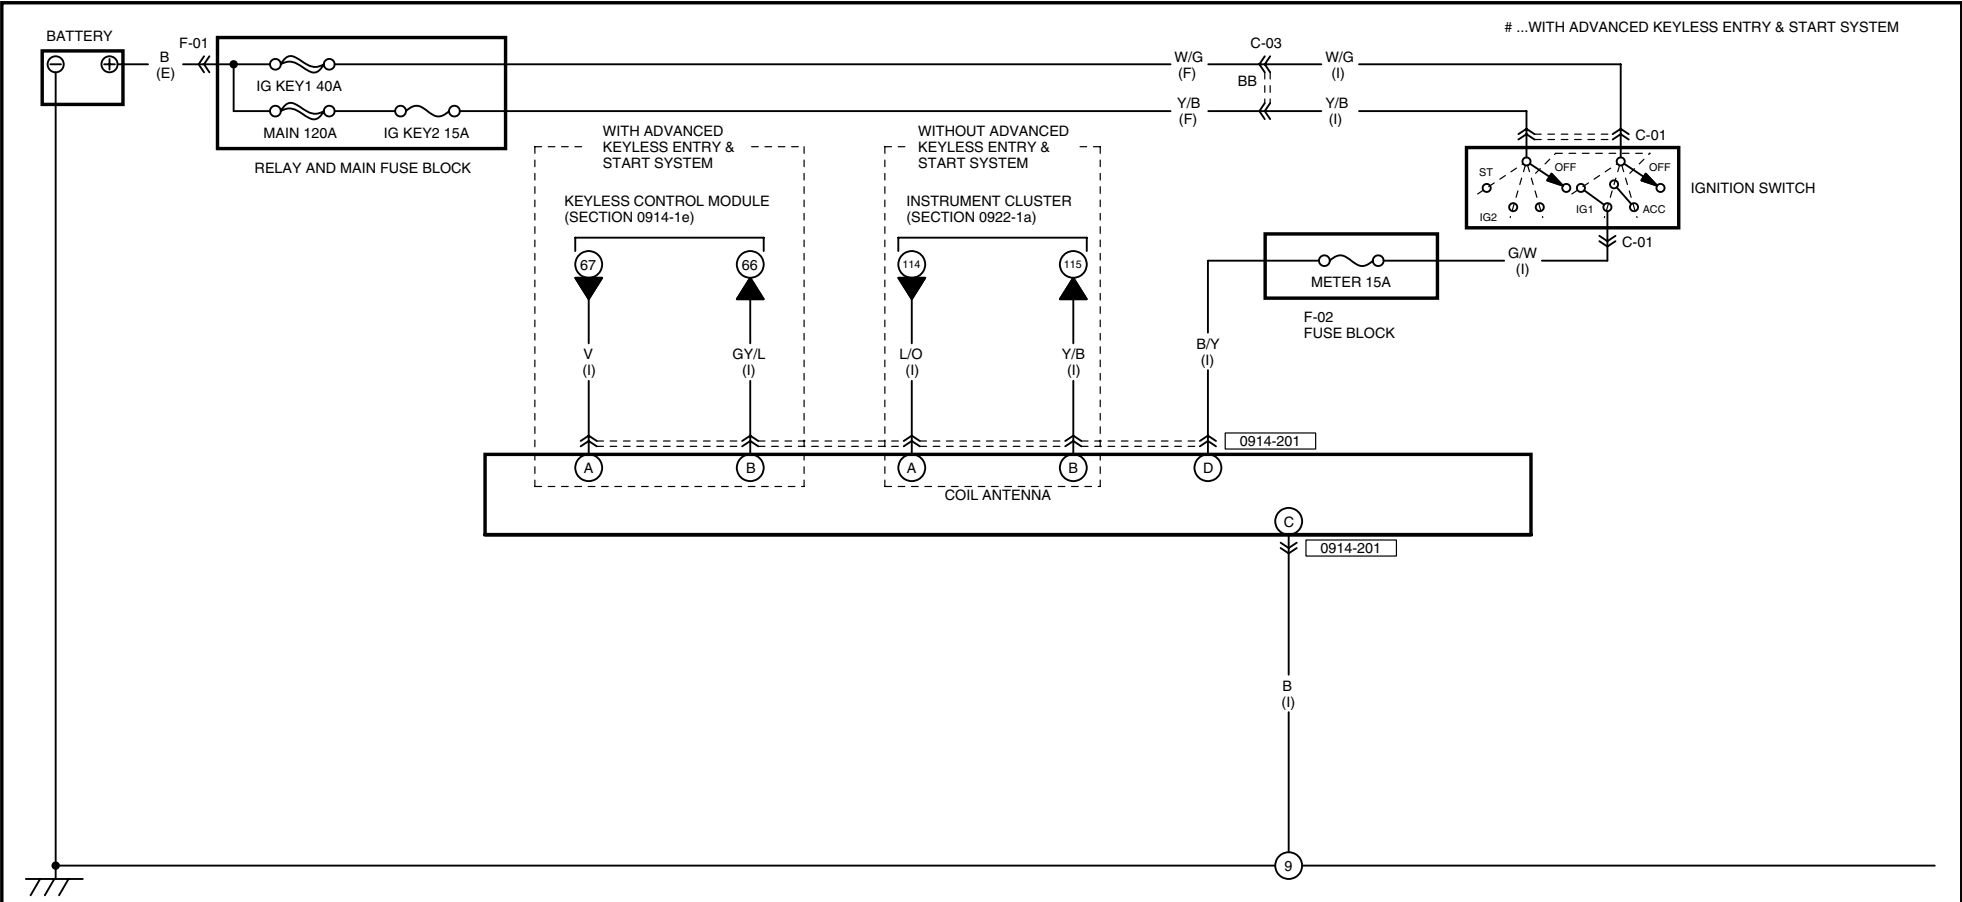 # ...WITH ADVANCED KEYLESS ENTRY & START SYSTEM
BATTERY
F-01
B
(E)
IG KEY1 40A
MAIN 120A
IG KEY2 15A
RELAY AND MAIN FUSE BLOCK
W/G
(F)
C-03
BB
W/G
(I)
Y/B
(F)
Y/B
(I)
C-01
ST
OFF
OFF
IG2
IG1
ACC
IGNITION SWITCH
C-01
G/W
(I)
METER 15A
F-02
FUSE BLOCK
WITH ADVANCED
KEYLESS ENTRY &
START SYSTEM
WITHOUT ADVANCED
KEYLESS ENTRY &
START SYSTEM
KEYLESS CONTROL MODULE
(SECTION 0914-1e)
INSTRUMENT CLUSTER
(SECTION 0922-1a)
67
66
114
115
V
(I)
GY/L
(I)
L/O
(I)
Y/B
(I)
B/Y
(I)
0914-201
A
B
A
B
D
COIL ANTENNA
C
0914-201
B
(I)
9